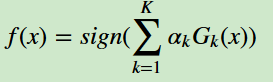 f(x) = sign(∑_{k=1}^{K} α_k G_k(x))